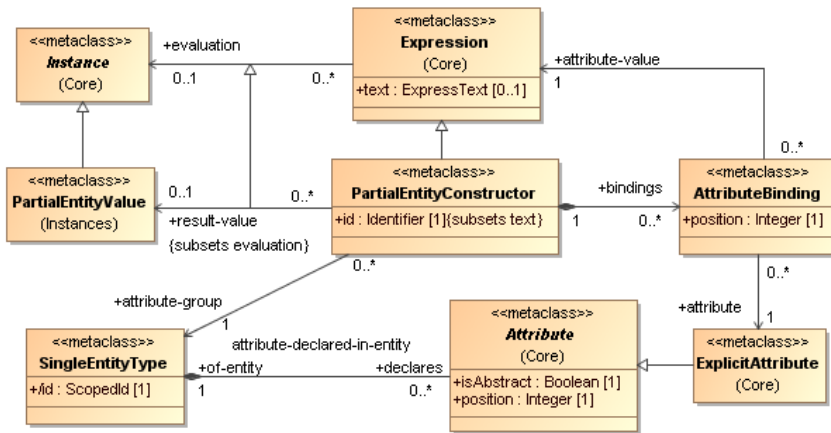 <<metaclass>>
Instance
(Core)
+evaluation
0..1
0..*
<<metaclass>>
Expression
(Core)
+text : ExpressText [0..1]
+attribute-value
1
0..*
<<metaclass>>
PartialEntityValue
(Instances)
0..1
0..*
+result-value
{subsets evaluation}
<<metaclass>>
PartialEntityConstructor
+id : Identifier [1]{subsets text}
+bindings
1
0..*
<<metaclass>>
AttributeBinding
+position : Integer [1]
0..*
+attribute-group
1
0..*
+attribute
1
<<metaclass>>
SingleEntityType
+/id : ScopedId [1]
attribute-declared-in-entity
+of-entity
+declares
1
0..*
<<metaclass>>
Attribute
(Core)
+isAbstract : Boolean [1]
+position : Integer [1]
<<metaclass>>
ExplicitAttribute
(Core)